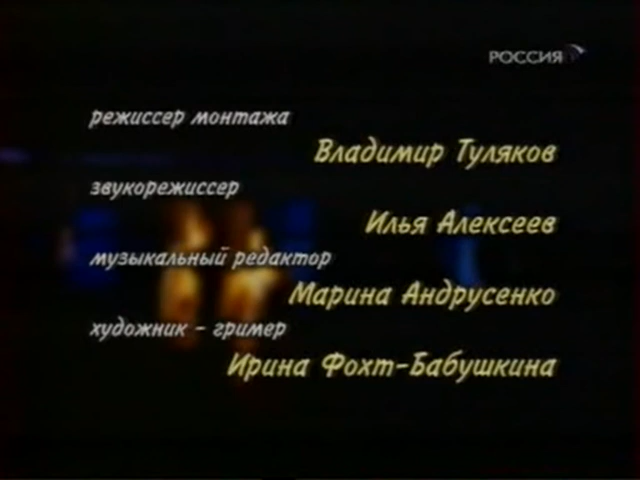 РОССИЯ
режиссер монтажа
Владимир Туляков
звукорежиссер
Илья Алексеев
музыкальный редактор
Марина Андрусенко
художник - гример
Ирина Фохт-Бабушкина